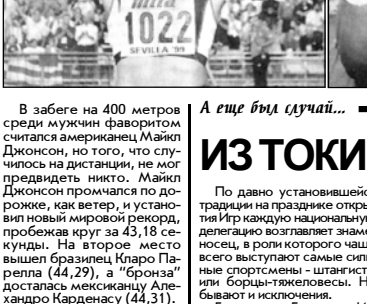 1022
SEVILLA '99
В забеге на 400 метров
среди мужчин фаворитом
считался американец Майкл
Джонсон, но того, что слу-
чилось на дистанции, не мог
предвидеть никто. Майкл
Джонсон промчался по до-
рожке, как ветер, и устано-
вил новый мировой рекорд,
пробежав круг за 43,18 се-
кунды. На второе место
вышел бразилец Кларо Па-
релла (44,29), а "бронза"
досталась мексиканцу Але-
хандро Карденасу (44,31).
А еще был случай...
ИЗ ТОКИ
По давно установившейс
традиции на празднике откры
тия Игр каждую национальную
делегацию возглавляет знаме
носец, в роли которого чащ
всего выступают самые силь
ные спортсмены - штангист
или борцы-тяжеловесы. Н
бывают и исключения.